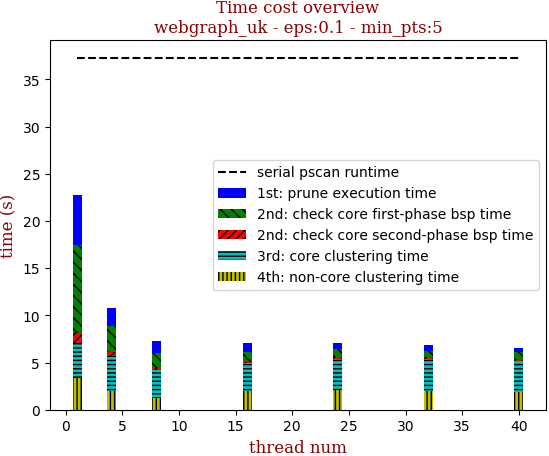 Time cost overview
webgraph_uk - eps:0.1 - min_pts:5
time (s)
35
30
25
20
15
10
5
0
serial pscan runtime
1st: prune execution time
2nd: check core first-phase bsp time
2nd: check core second-phase bsp time
3rd: core clustering time
4th: non-core clustering time
0 5 10 15 20 25 30 35 40
thread num